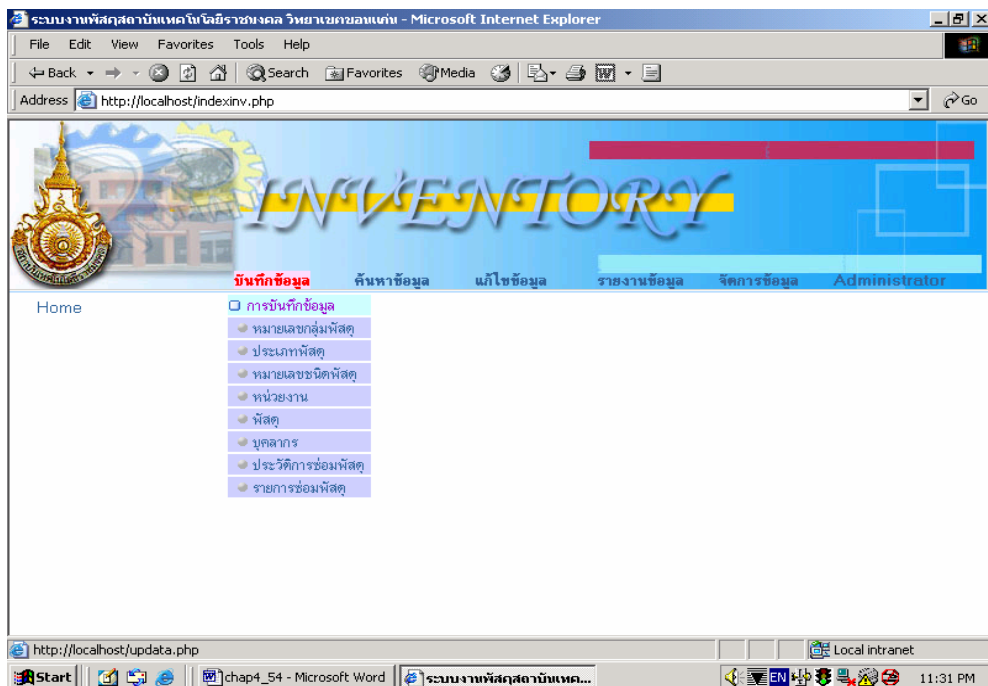 ระบบงานพัสดุสถาบันเทคโนโลยีราชมงคล วิทยาเขตขอนแก่น - Microsoft Internet Explorer
File Edit View Favorites Tools Help
Back Search Favorites Media
Address http://localhost/indexinv.php Go
INVENTORY
บันทึกข้อมูล ค้นหาข้อมูล แก้ไขข้อมูล รายงานข้อมูล จัดการข้อมูล Administrator
Home
การบันทึกข้อมูล
หมายเลขกลุ่มพัสดุ
ประเภทพัสดุ
หมายเลขชนิดพัสดุ
หน่วยงาน
พัสดุ
บุคลากร
ประวัติการซ่อมพัสดุ
รายการซ่อมพัสดุ
http://localhost/updata.php Local intranet
Start chap4_54 - Microsoft Word ระบบงานพัสดุสถาบันเทค... EN 11:31 PM